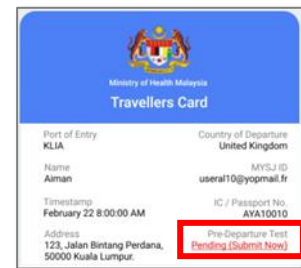 Ministry of Health Malaysia
Travellers Card
Port of Entry
KLIA
Country of Departure
United Kingdom
Name
Aiman
MYSJ ID
useral10@yopmail.fr
Timestamp
February 22 8:00:00 AM
IC / Passport No.
AYA10010
Address
123, Jalan Bintang Perdana,
50000 Kuala Lumpur.
Pre-Departure Test
Pending (Submit Now)